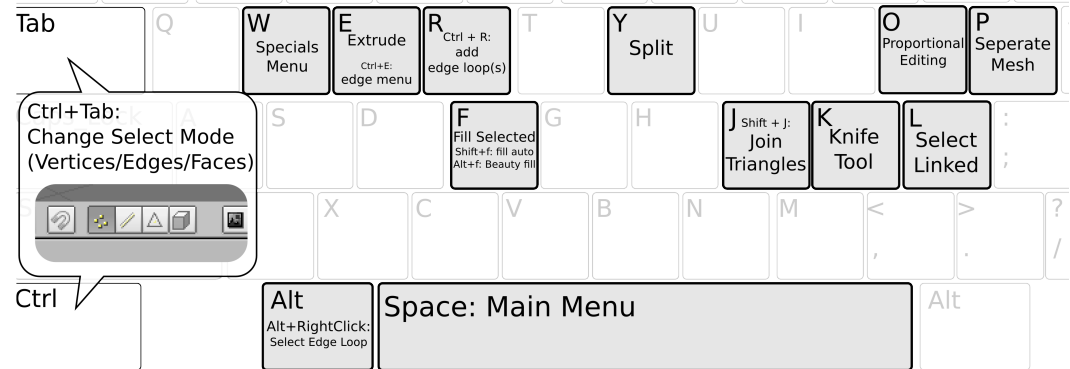 Tab
Q
W
Specials
Menu
E
Extrude
Ctrl+E:
edge menu
R
Ctrl + R:
add
edge loop(s)
T
Y
Split
U
I
O
Proportional
Editing
P
Seperate
Mesh
Ctrl+Tab:
Change Select Mode
(Vertices/Edges/Faces)
A
S
D
F
Fill Selected
Shift+f: fill auto
Alt+f: Beauty fill
G
H
J
Shift + J:
Join
Triangles
K
Knife
Tool
L
Select
Linked
:
;
X
C
V
B
N
M
<
,
>
.
?
/
Ctrl
Alt
Alt+RightClick:
Select Edge Loop
Space: Main Menu
Alt